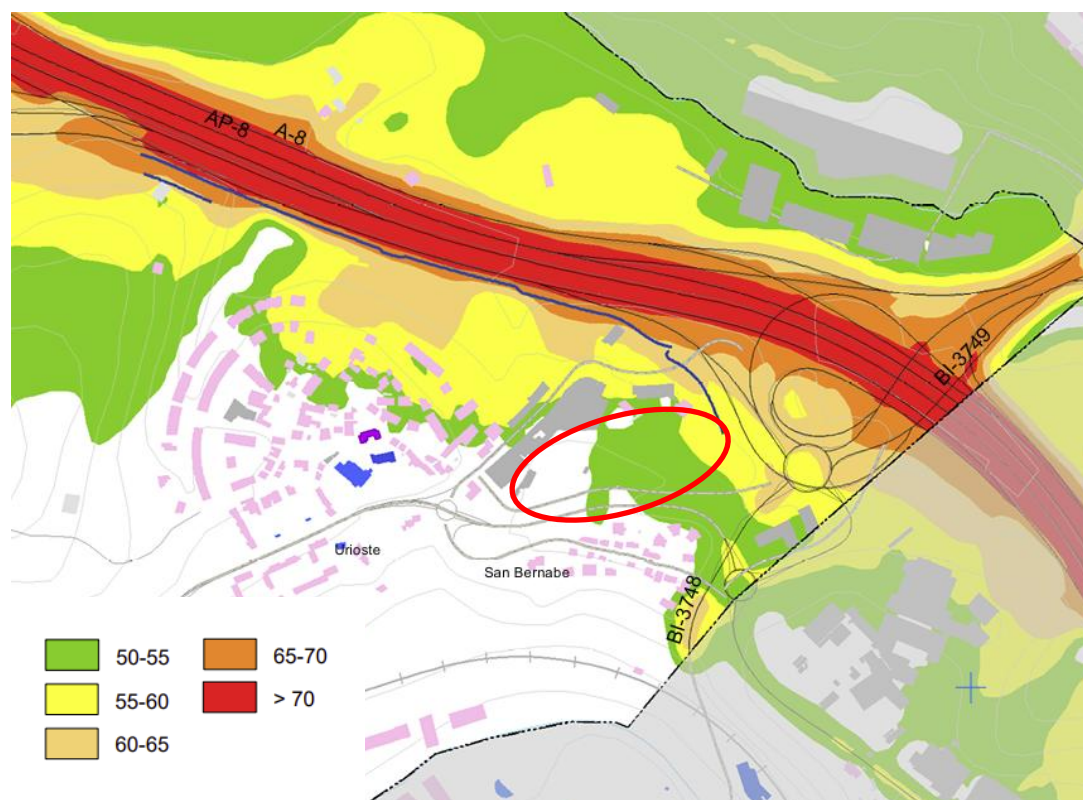 AP-8 A-8
BI-3749
Urioste
San Bernabe
BI-3748
50-55
65-70
55-60
> 70
60-65